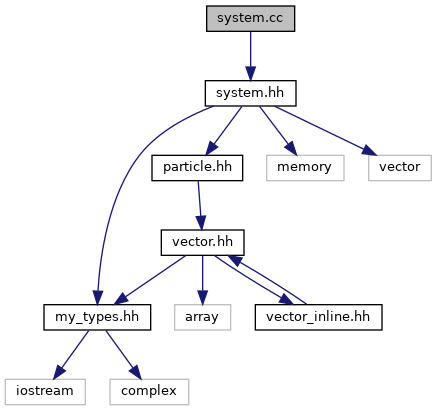 system.cc
system.hh
particle.hh
memory
vector
vector.hh
my_types.hh
array
vector_inline.hh
iostream
complex